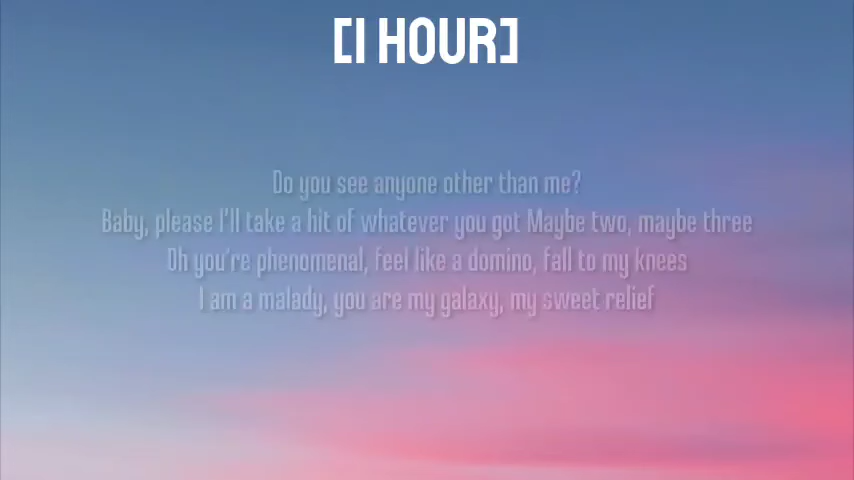 [1 HOUR]
Do you see anyone other than me?
Baby, please I'll take a hit of whatever you got Maybe two, maybe three
Oh you're phenomenal, feel like a domino, fall to my knees
I am a malady, you are my galaxy, my sweet relief